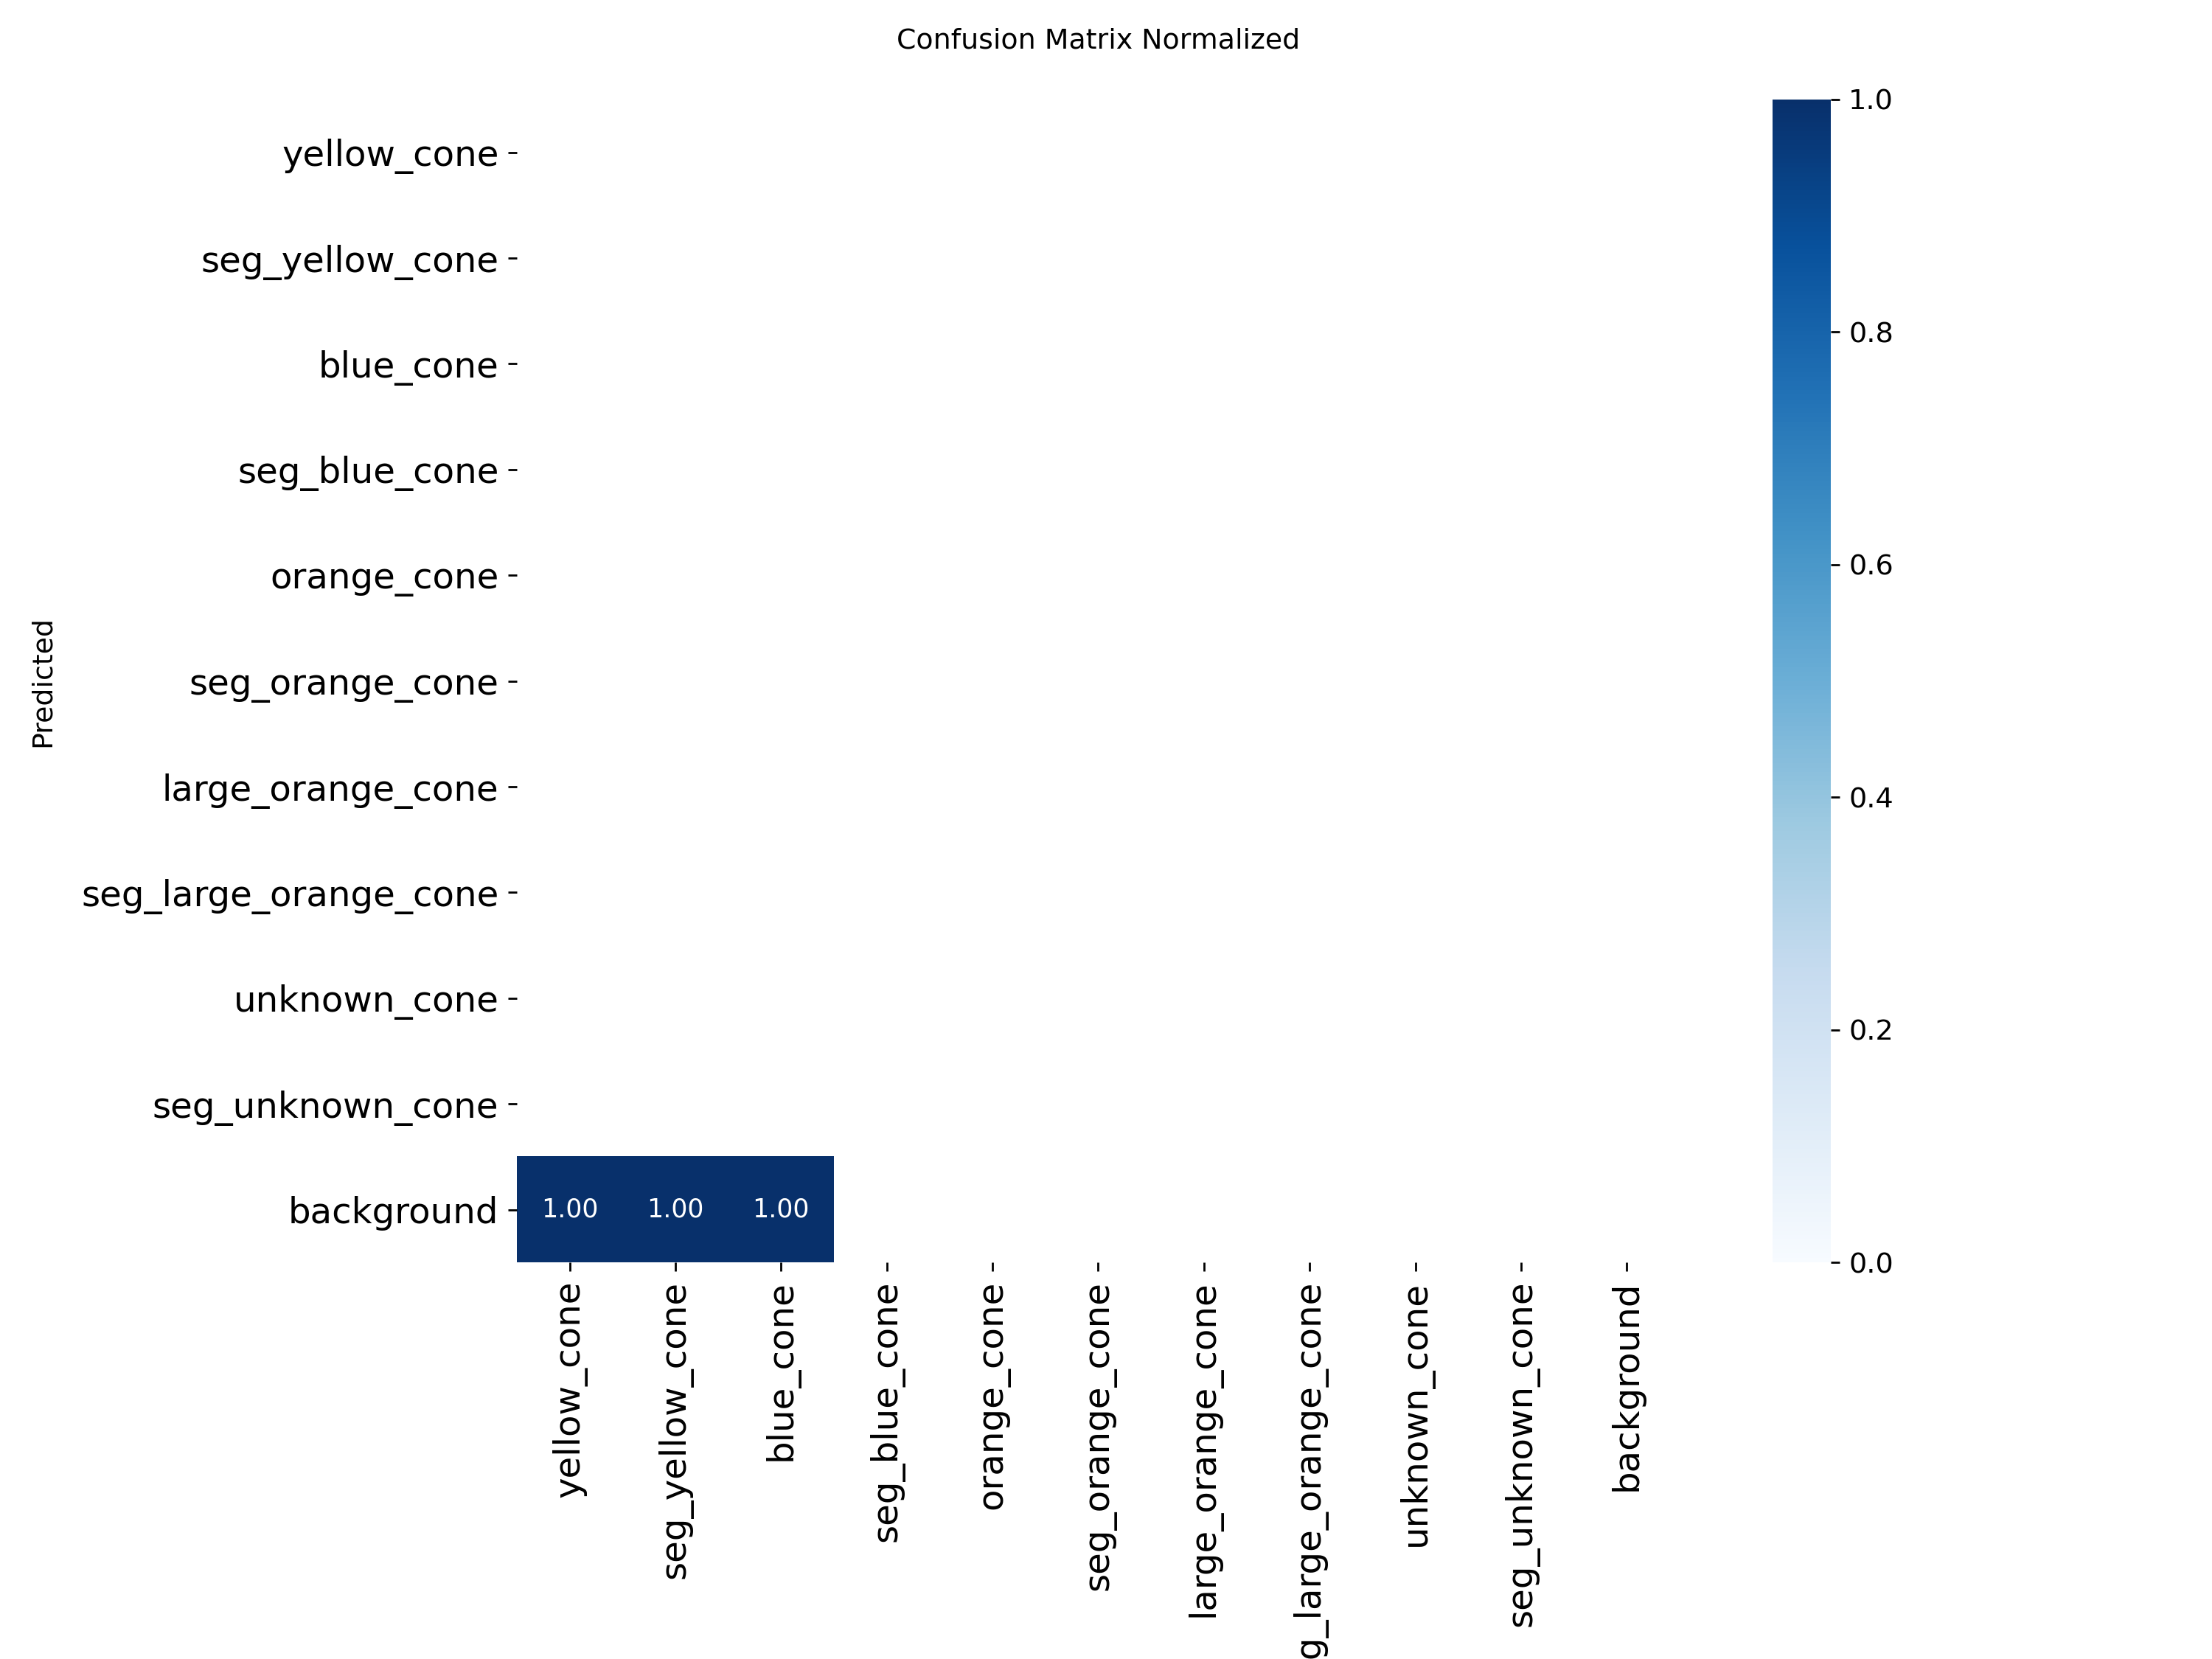 Confusion Matrix Normalized
Predicted
yellow_cone
seg_yellow_cone
blue_cone
seg_blue_cone
orange_cone
seg_orange_cone
large_orange_cone
seg_large_orange_cone
unknown_cone
seg_unknown_cone
background
1.00 1.00 1.00
yellow_cone
seg_yellow_cone
blue_cone
seg_blue_cone
orange_cone
seg_orange_cone
large_orange_cone
g_large_orange_cone
unknown_cone
seg_unknown_cone
background
1.0
0.8
0.6
0.4
0.2
0.0